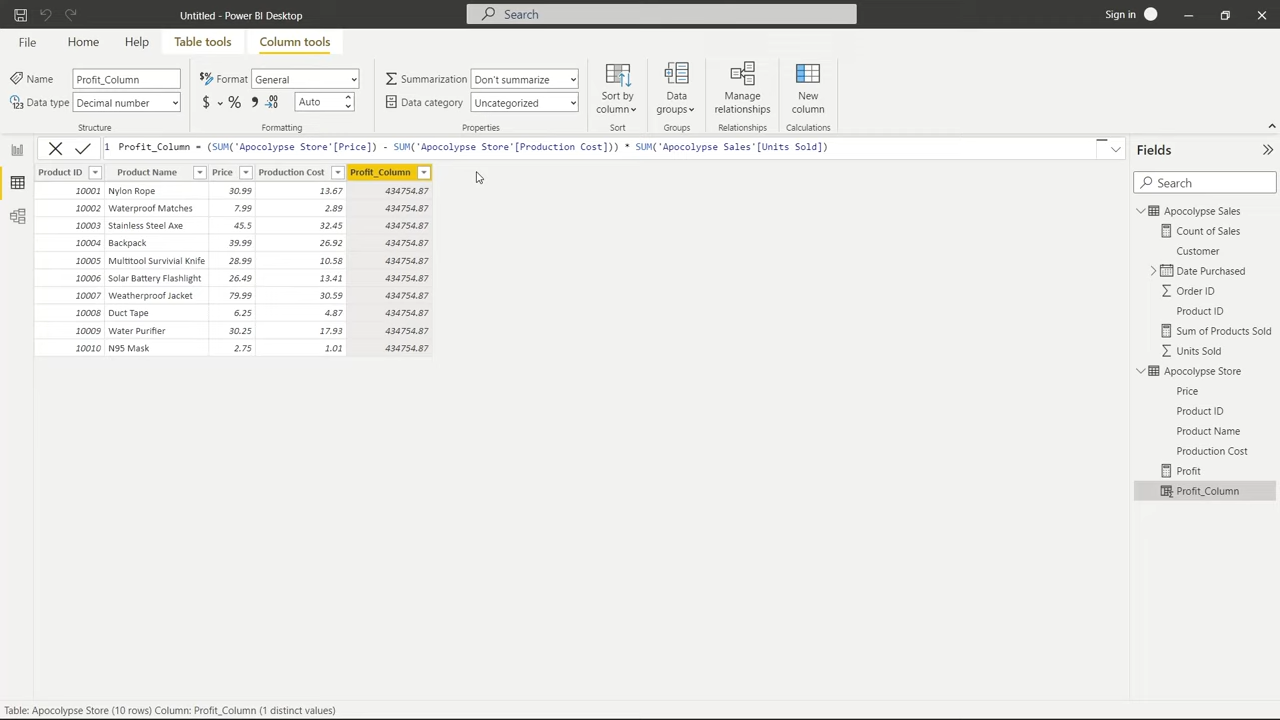 Untitled - Power BI Desktop
Search
Sign in
File
Home
Help
Table tools
Column tools
Name
Profit_Column
Data type
Decimal number
Structure
Format
General
$
%
Auto
Formatting
Summarization
Don't summarize
Data category
Uncategorized
Properties
Sort by
column
Sort
Data
groups
Groups
Manage
relationships
Relationships
New
column
Calculations
1 Profit_Column = (SUM('Apocolypse Store'[Price]) - SUM('Apocolypse Store'[Production Cost])) * SUM('Apocolypse Sales'[Units Sold])
Product ID Product Name Price Production Cost Profit_Column
10001 Nylon Rope 30.99 13.67 434754.87
10002 Waterproof Matches 7.99 2.89 434754.87
10003 Stainless Steel Axe 45.5 32.45 434754.87
10004 Backpack 39.99 26.92 434754.87
10005 Multitool Survivial Knife 28.99 10.58 434754.87
10006 Solar Battery Flashlight 26.49 13.41 434754.87
10007 Weatherproof Jacket 79.99 30.59 434754.87
10008 Duct Tape 6.25 4.87 434754.87
10009 Water Purifier 30.25 17.93 434754.87
10010 N95 Mask 2.75 1.01 434754.87
Fields
Search
Apocolypse Sales
Count of Sales
Customer
Date Purchased
Order ID
Product ID
Sum of Products Sold
Units Sold
Apocolypse Store
Price
Product ID
Product Name
Production Cost
Profit
Profit_Column
Table: Apocolypse Store (10 rows) Column: Profit_Column (1 distinct values)